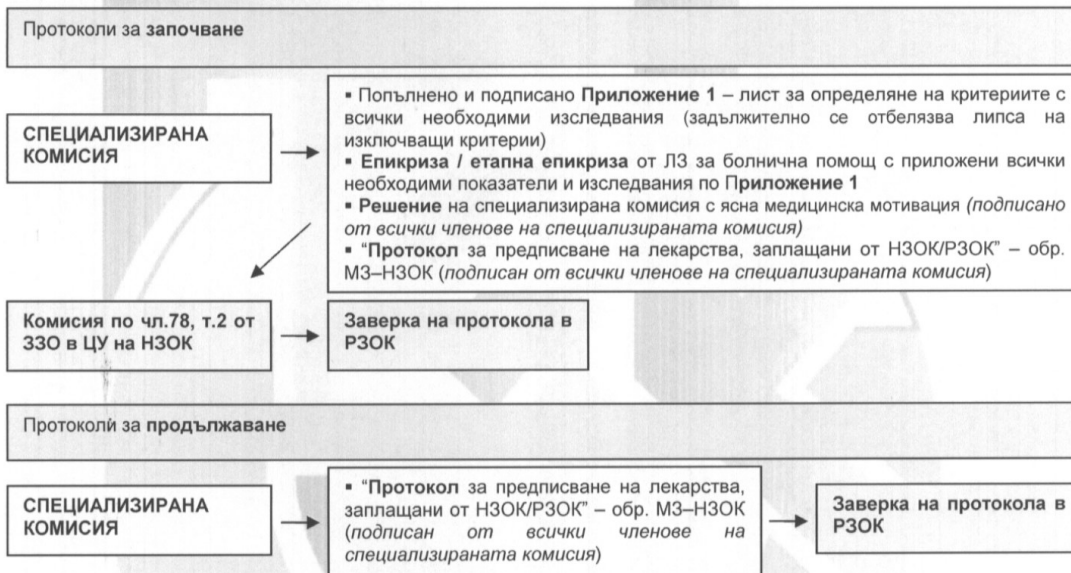 Протоколи за започване
СПЕЦИАЛИЗИРАНА
КОМИСИЯ
▪ Попълнено и подписано Приложение 1 – лист за определяне на критериите с
всички необходими изследвания (задължително се отбелязва липса на
изключващи критерии)
▪ Епикриза / етапна епикриза от ЛЗ за болнична помощ с приложени всички
необходими показатели и изследвания по Приложение 1
▪ Решение на специализирана комисия с ясна медицинска мотивация (подписано
от всички членове на специализираната комисия)
▪ “Протокол за предписване на лекарства, заплащани от НЗОК/РЗОК” – обр.
МЗ–НЗОК (подписан от всички членове на специализираната комисия)
Комисия по чл.78, т.2 от
ЗЗО в ЦУ на НЗОК
Заверка на протокола в
РЗОК
Протоколи за продължаване
СПЕЦИАЛИЗИРАНА
КОМИСИЯ
▪ “Протокол за предписване на лекарства,
заплащани от НЗОК/РЗОК” – обр. МЗ–НЗОК
(подписан от всички членове на
специализираната комисия)
Заверка на протокола в
РЗОК